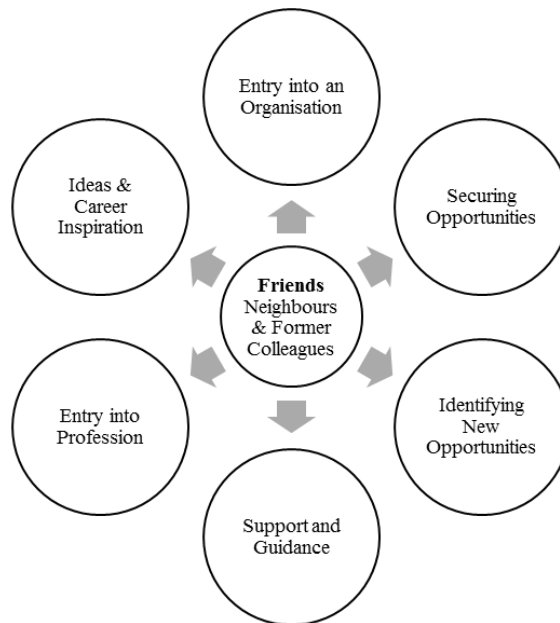 Entry into an
Organisation
Ideas &
Career
Inspiration
Securing
Opportunities
Friends
Neighbours
& Former
Colleagues
Entry into
Profession
Identifying
New
Opportunities
Support and
Guidance